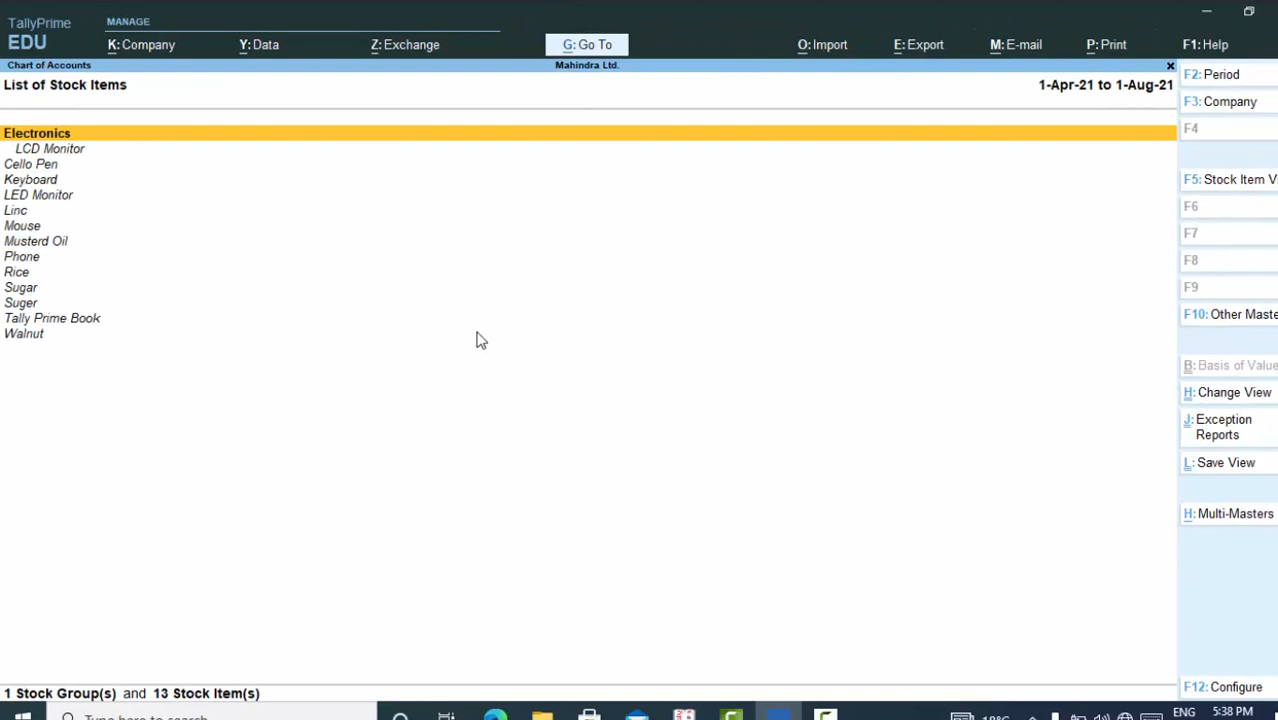 TallyPrime
EDU
MANAGE
K: Company
Y: Data
Z: Exchange
G: Go To
O: Import
E: Export
M: E-mail
P: Print
F1: Help
Chart of Accounts
Mahindra Ltd.
List of Stock Items
1-Apr-21 to 1-Aug-21
Electronics
LCD Monitor
Cello Pen
Keyboard
LED Monitor
Linc
Mouse
Musterd Oil
Phone
Rice
Sugar
Suger
Tally Prime Book
Walnut
1 Stock Group(s) and 13 Stock Item(s)
F2: Period
F3: Company
F4
F5: Stock Item V
F6
F7
F8
F9
F10: Other Maste
B: Basis of Value
H: Change View
J: Exception
Reports
L: Save View
H: Multi-Masters
F12: Configure
Type here to search
ENG
5:38 PM